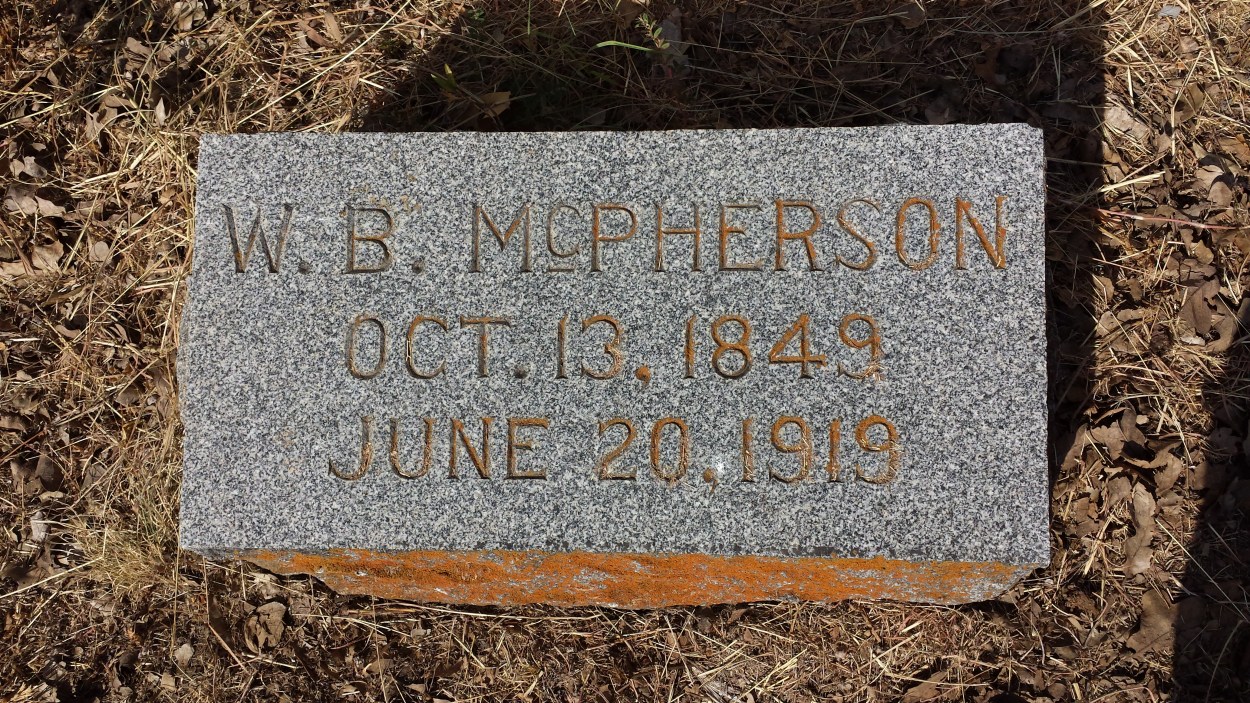 W. B. McPHERSON
OCT. 13. 1849
JUNE 20, 1919